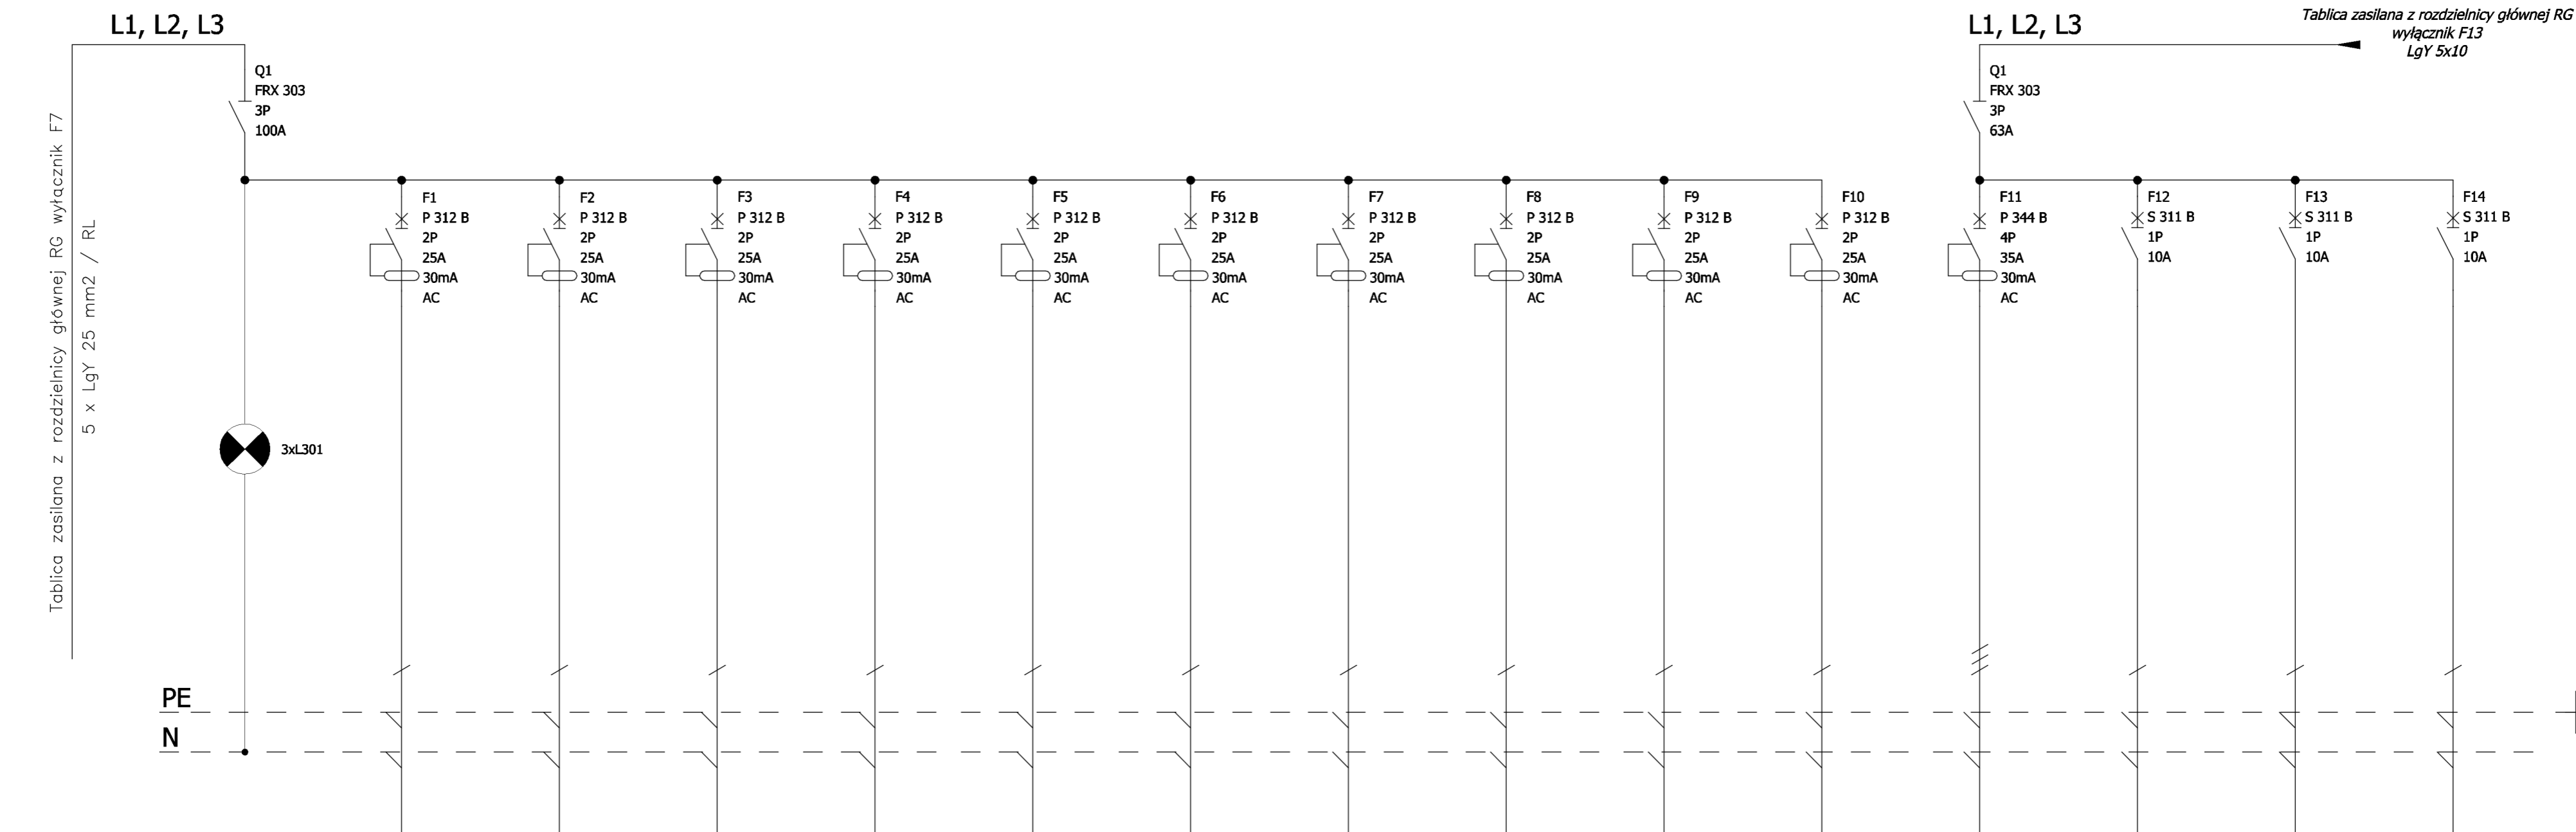 L1, L2, L3
Q1
FRX 303
3P
100A
Tablica zasilana z rozdzielnicy głównej RG wyłącznik F7
5 x LgY 25 mm2 / RL
3xL301
F1
P 312 B
2P
25A
30mA
AC
F2
P 312 B
2P
25A
30mA
AC
F3
P 312 B
2P
25A
30mA
AC
F4
P 312 B
2P
25A
30mA
AC
F5
P 312 B
2P
25A
30mA
AC
F6
P 312 B
2P
25A
30mA
AC
F7
P 312 B
2P
25A
30mA
AC
F8
P 312 B
2P
25A
30mA
AC
F9
P 312 B
2P
25A
30mA
AC
F10
P 312 B
2P
25A
30mA
AC
L1, L2, L3
Tablica zasilana z rozdzielnicy głównej RG
wyłącznik F13
LgY 5x10
Q1
FRX 303
3P
63A
F11
P 344 B
4P
35A
30mA
AC
F12
S 311 B
1P
10A
F13
S 311 B
1P
10A
F14
S 311 B
1P
10A
PE
N